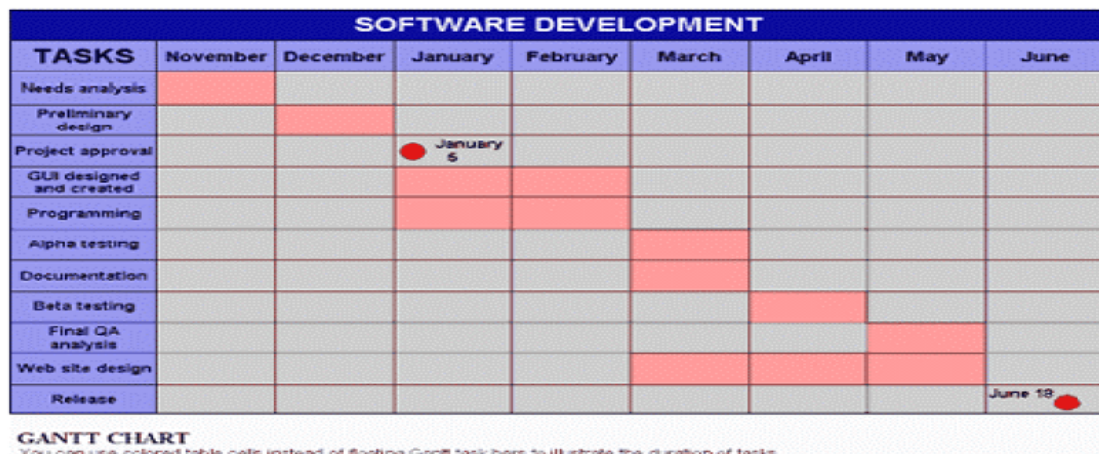 SOFTWARE DEVELOPMENT
TASKS November December January February March April May June
Needs analysis
Preliminary
design
Project approval January
5
GUI designed
and created
Programming
Alpha testing
Documentation
Beta testing
Final QA
analysis
Web site design
Release June 18
GANTT CHART
You can use colored table cells instead of floating Gantt task bars to illustrate the duration of tasks